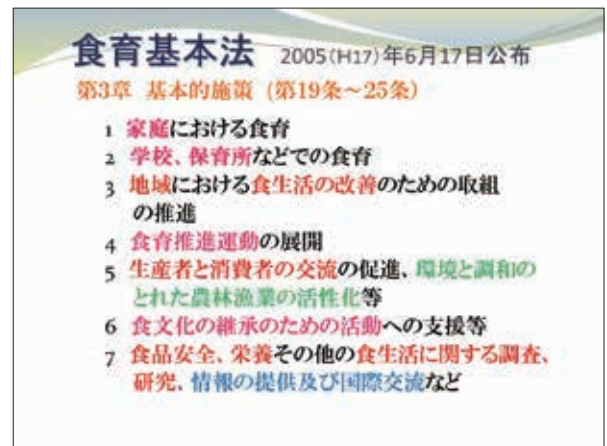 食育基本法 2005(H17)年6月17日公布
第3章 基本的施策 (第19条～25条)
1 家庭における食育
2 学校、保育所などでの食育
3 地域における食生活の改善のための取組
の推進
4 食育推進運動の展開
5 生産者と消費者の交流の促進、環境と調和の
とれた農林漁業の活性化等
6 食文化の継承のための活動への支援等
7 食品安全、栄養その他の食生活に関する調査、
研究、情報の提供及び国際交流など